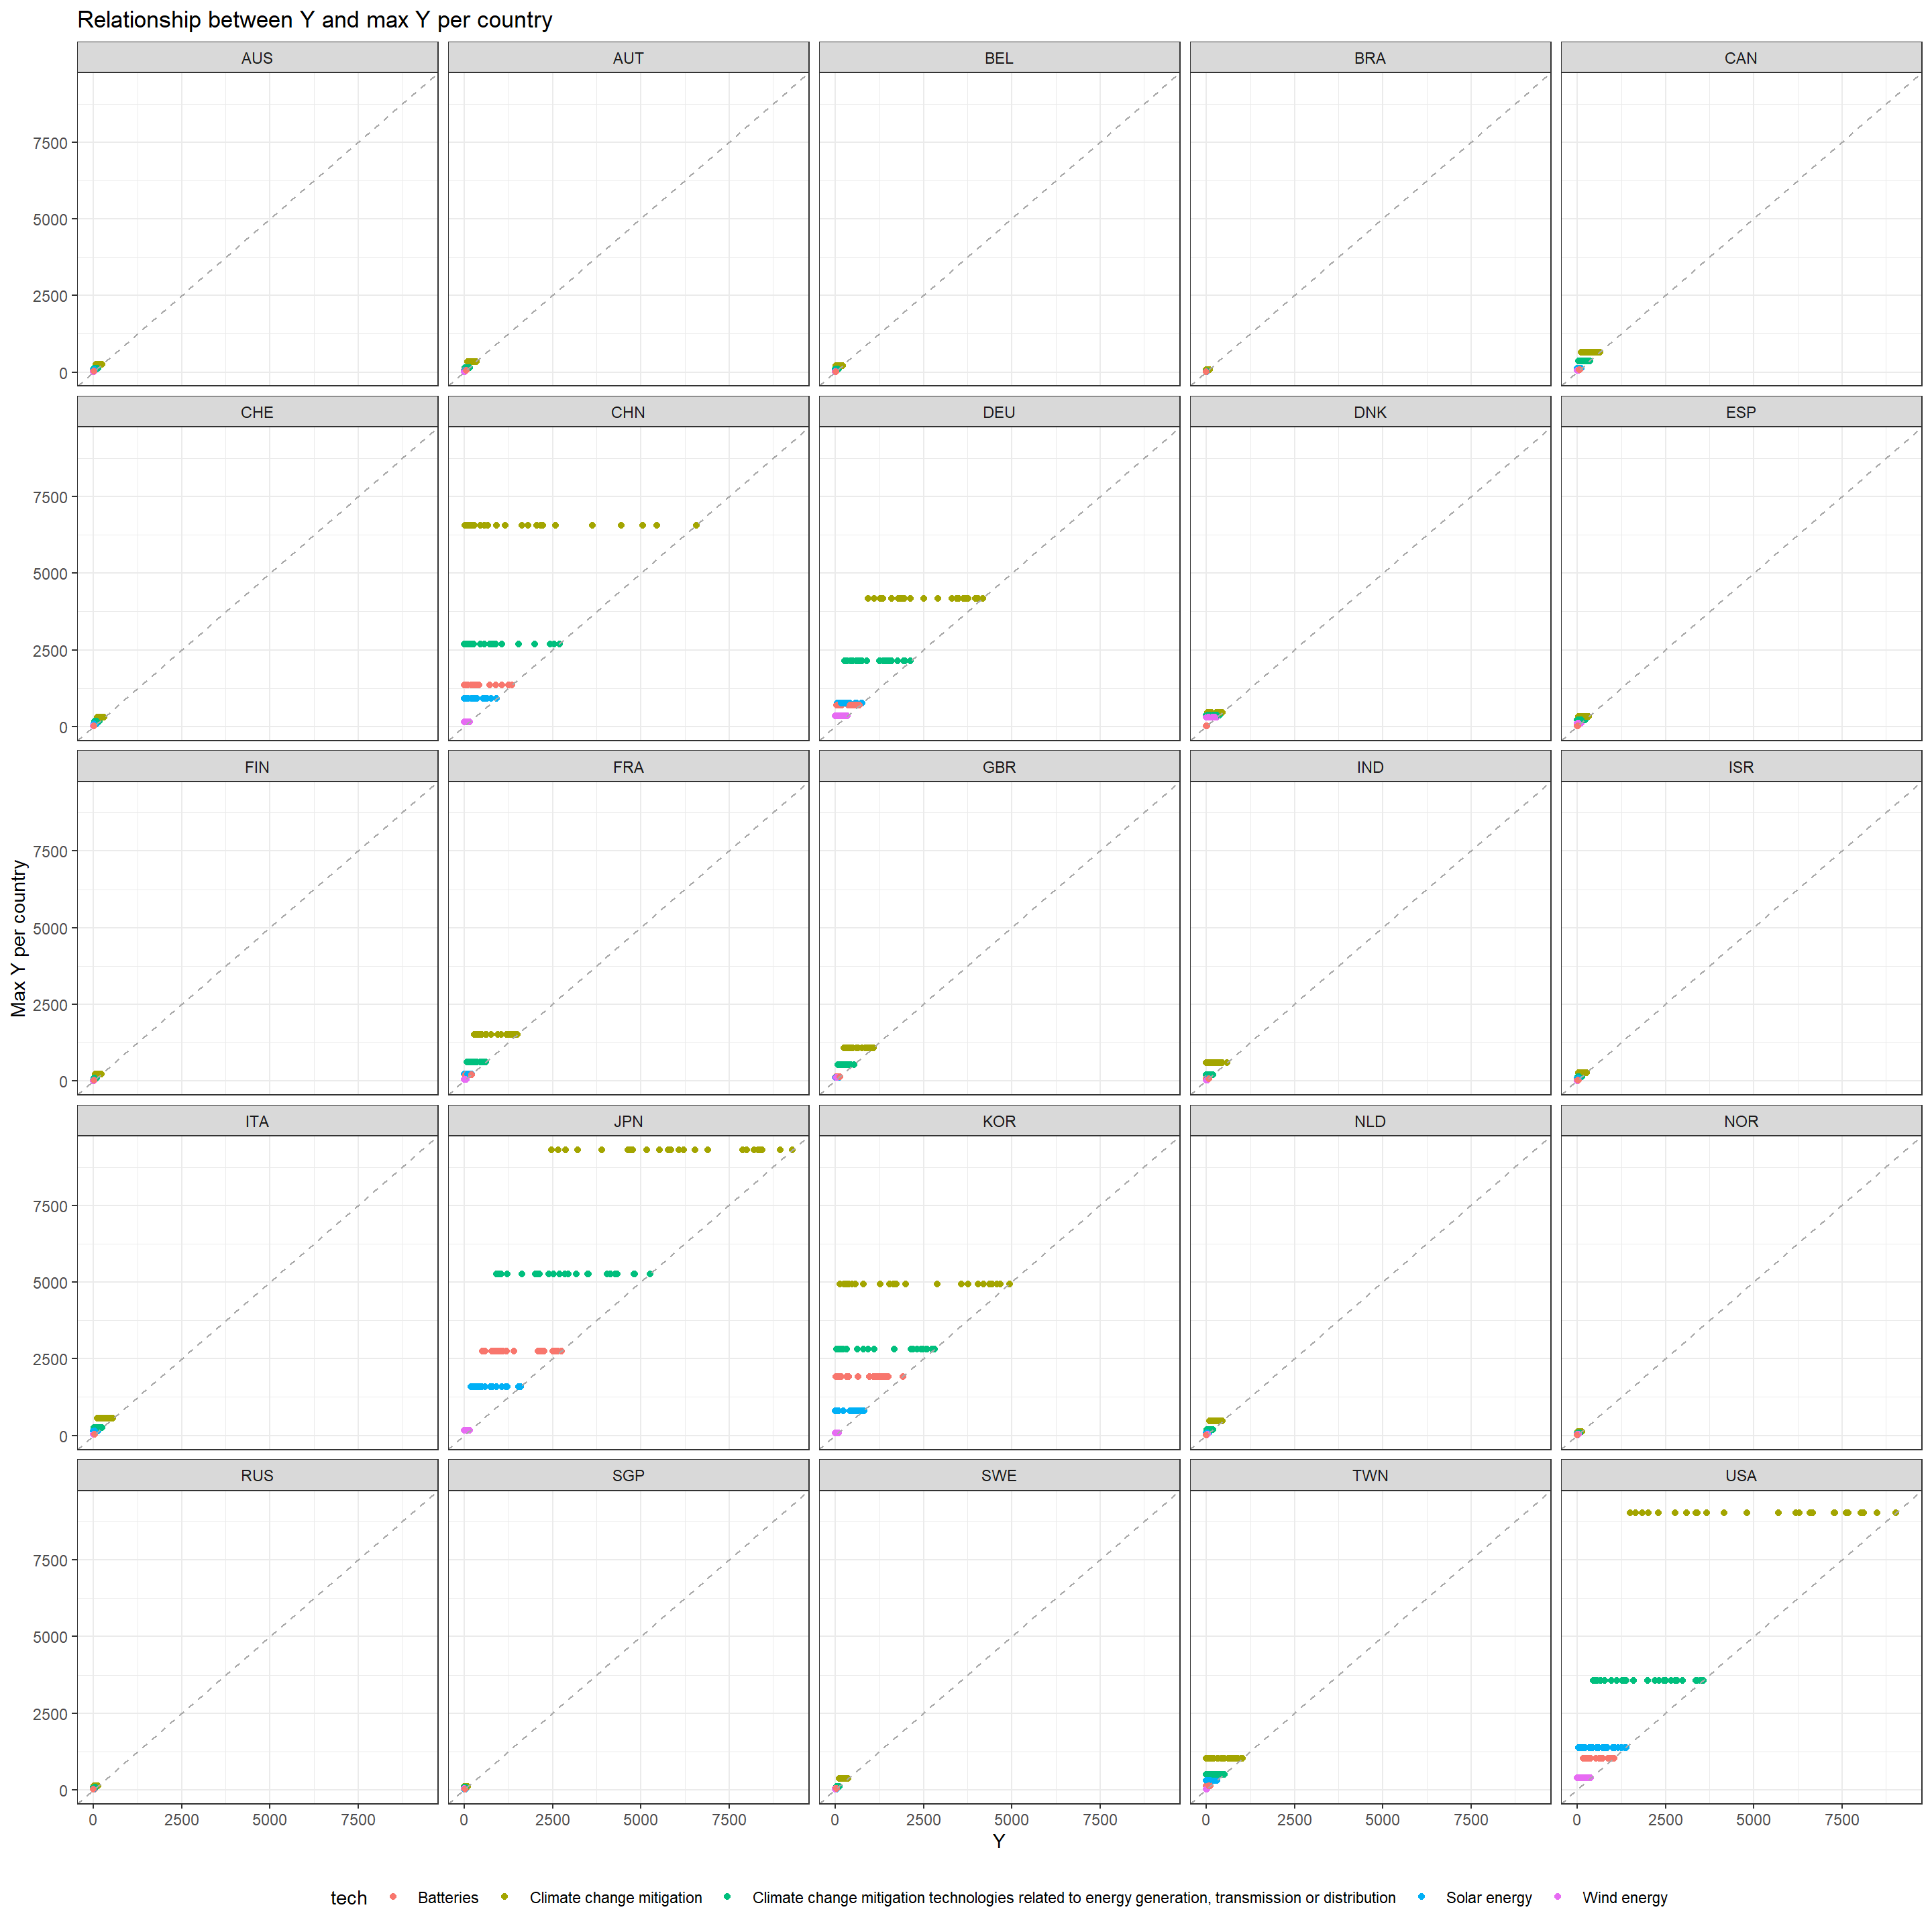 Relationship between Y and max Y per country
AUS AUT BEL BRA CAN
7500
5000
2500
0
CHE CHN DEU DNK ESP
7500
5000
2500
0
FIN FRA GBR IND ISR
7500
5000
2500
0
Max Y per country
ITA JPN KOR NLD NOR
7500
5000
2500
0
RUS SGP SWE TWN USA
7500
5000
2500
0
0 2500 5000 7500 0 2500 5000 7500 0 2500 5000 7500 0 2500 5000 7500 0 2500 5000 7500
Y
tech Batteries Climate change mitigation Climate change mitigation technologies related to energy generation, transmission or distribution Solar energy Wind energy